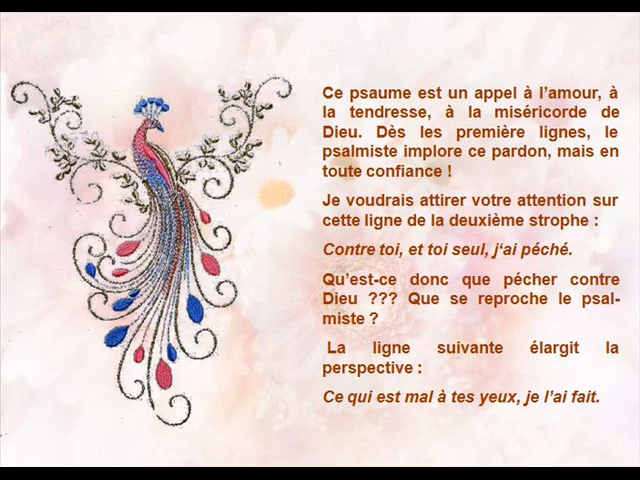 Ce psaume est un appel à l’amour, à
la tendresse, à la miséricorde de
Dieu. Dès les première lignes, le
psalmiste implore ce pardon, mais en
toute confiance !
Je voudrais attirer votre attention sur
cette ligne de la deuxième strophe :
Contre toi, et toi seul, j‘ai péché.
Qu’est-ce donc que pécher contre
Dieu ??? Que se reproche le psal-
miste ?
La ligne suivante élargit la
perspective :
Ce qui est mal à tes yeux, je l’ai fait.